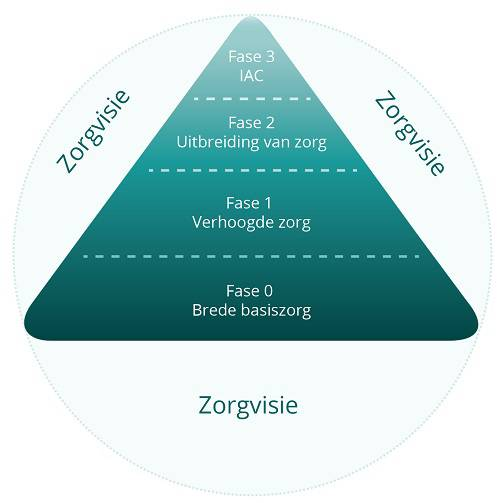 Fase 3
IAC
Zorgvisie
Zorgvisie
Fase 2
Uitbreiding van zorg
Fase 1
Verhoogde zorg
Fase 0
Brede basiszorg
Zorgvisie